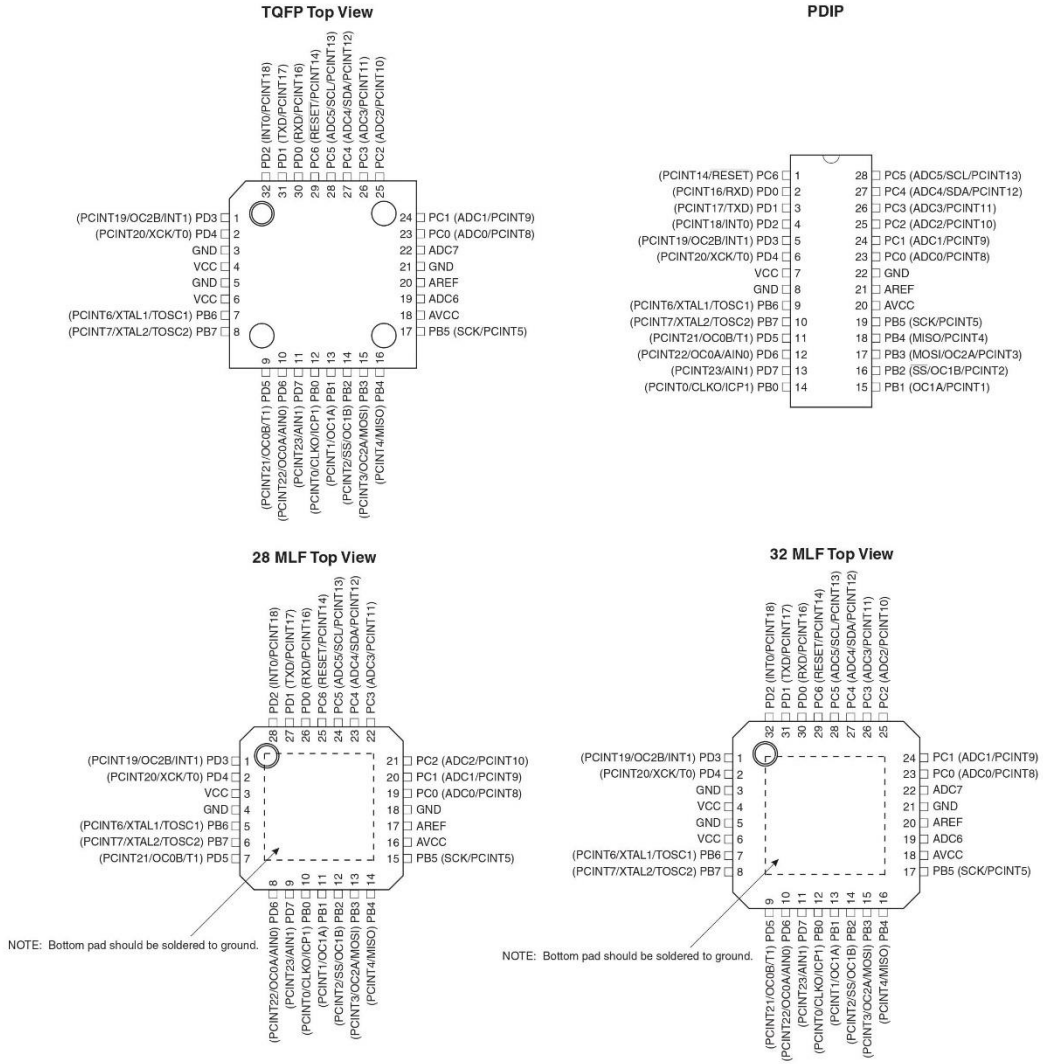 TQFP Top View
32 PD2 (INT0/PCINT18)
31 PD1 (TXD/PCINT17)
30 PD0 (RXD/PCINT16)
29 PC6 (RESET/PCINT14)
28 PC5 (ADC5/SCL/PCINT13)
27 PC4 (ADC4/SDA/PCINT12)
26 PC3 (ADC3/PCINT11)
25 PC2 (ADC2/PCINT10)
(PCINT19/OC2B/INT1) PD3 1
(PCINT20/XCK/T0) PD4 2
GND 3
VCC 4
GND 5
VCC 6
(PCINT6/XTAL1/TOSC1) PB6 7
(PCINT7/XTAL2/TOSC2) PB7 8
24 PC1 (ADC1/PCINT9)
23 PC0 (ADC0/PCINT8)
22 ADC7
21 GND
20 AREF
19 ADC6
18 AVCC
17 PB5 (SCK/PCINT5)
(PCINT21/OC0B/T1) PD5 9
(PCINT22/OC0A/AIN0) PD6 10
(PCINT23/AIN1) PD7 11
(PCINT0/CLKO/ICP1) PB0 12
(PCINT1/OC1A) PB1 13
(PCINT2/SS/OC1B) PB2 14
(PCINT3/OC2A/MOSI) PB3 15
(PCINT4/MISO) PB4 16
PDIP
(PCINT14/RESET) PC6 1
(PCINT16/RXD) PD0 2
(PCINT17/TXD) PD1 3
(PCINT18/INT0) PD2 4
(PCINT19/OC2B/INT1) PD3 5
(PCINT20/XCK/T0) PD4 6
VCC 7
GND 8
(PCINT6/XTAL1/TOSC1) PB6 9
(PCINT7/XTAL2/TOSC2) PB7 10
(PCINT21/OC0B/T1) PD5 11
(PCINT22/OC0A/AIN0) PD6 12
(PCINT23/AIN1) PD7 13
(PCINT0/CLKO/ICP1) PB0 14
28 PC5 (ADC5/SCL/PCINT13)
27 PC4 (ADC4/SDA/PCINT12)
26 PC3 (ADC3/PCINT11)
25 PC2 (ADC2/PCINT10)
24 PC1 (ADC1/PCINT9)
23 PC0 (ADC0/PCINT8)
22 GND
21 AREF
20 AVCC
19 PB5 (SCK/PCINT5)
18 PB4 (MISO/PCINT4)
17 PB3 (MOSI/OC2A/PCINT3)
16 PB2 (SS/OC1B/PCINT2)
15 PB1 (OC1A/PCINT1)
28 MLF Top View
28 PD2 (INT0/PCINT18)
27 PD1 (TXD/PCINT17)
26 PD0 (RXD/PCINT16)
25 PC6 (RESET/PCINT14)
24 PC5 (ADC5/SCL/PCINT13)
23 PC4 (ADC4/SDA/PCINT12)
22 PC3 (ADC3/PCINT11)
(PCINT19/OC2B/INT1) PD3 1
(PCINT20/XCK/T0) PD4 2
VCC 3
GND 4
(PCINT6/XTAL1/TOSC1) PB6 5
(PCINT7/XTAL2/TOSC2) PB7 6
(PCINT21/OC0B/T1) PD5 7
21 PC2 (ADC2/PCINT10)
20 PC1 (ADC1/PCINT9)
19 PC0 (ADC0/PCINT8)
18 GND
17 AREF
16 AVCC
15 PB5 (SCK/PCINT5)
(PCINT22/OC0A/AIN0) PD6 8
(PCINT23/AIN1) PD7 9
(PCINT0/CLKO/ICP1) PB0 10
(PCINT1/OC1A) PB1 11
(PCINT2/SS/OC1B) PB2 12
(PCINT3/OC2A/MOSI) PB3 13
(PCINT4/MISO) PB4 14
NOTE: Bottom pad should be soldered to ground.
32 MLF Top View
32 PD2 (INT0/PCINT18)
31 PD1 (TXD/PCINT17)
30 PD0 (RXD/PCINT16)
29 PC6 (RESET/PCINT14)
28 PC5 (ADC5/SCL/PCINT13)
27 PC4 (ADC4/SDA/PCINT12)
26 PC3 (ADC3/PCINT11)
25 PC2 (ADC2/PCINT10)
(PCINT19/OC2B/INT1) PD3 1
(PCINT20/XCK/T0) PD4 2
GND 3
VCC 4
GND 5
VCC 6
(PCINT6/XTAL1/TOSC1) PB6 7
(PCINT7/XTAL2/TOSC2) PB7 8
24 PC1 (ADC1/PCINT9)
23 PC0 (ADC0/PCINT8)
22 ADC7
21 GND
20 AREF
19 ADC6
18 AVCC
17 PB5 (SCK/PCINT5)
(PCINT21/OC0B/T1) PD5 9
(PCINT22/OC0A/AIN0) PD6 10
(PCINT23/AIN1) PD7 11
(PCINT0/CLKO/ICP1) PB0 12
(PCINT1/OC1A) PB1 13
(PCINT2/SS/OC1B) PB2 14
(PCINT3/OC2A/MOSI) PB3 15
(PCINT4/MISO) PB4 16
NOTE: Bottom pad should be soldered to ground.